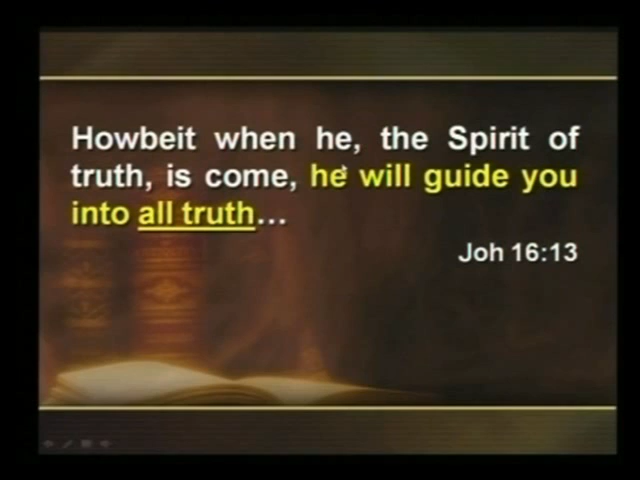 Howbeit when he, the Spirit of
truth, is come, he will guide you
into all truth...
Joh 16:13